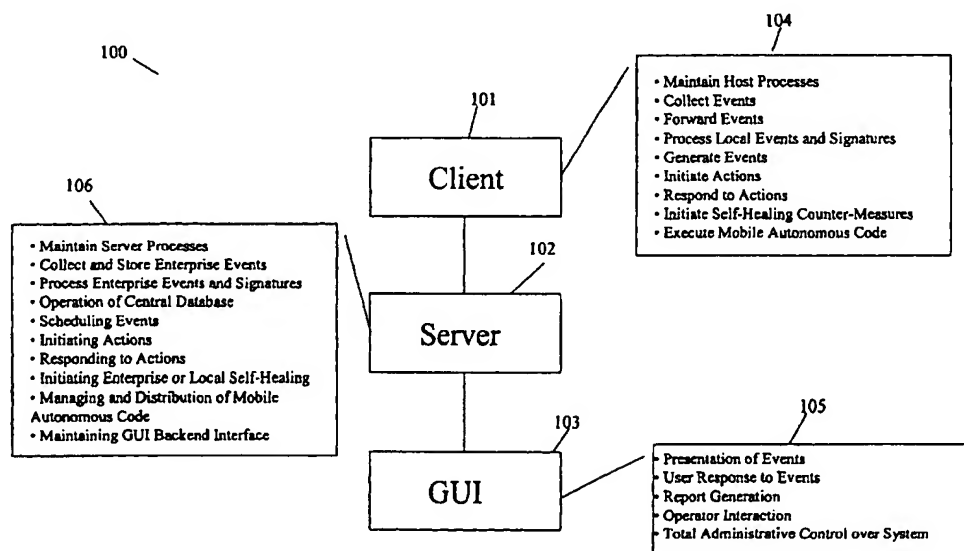 104
100
• Maintain Host Processes
• Collect Events
• Forward Events
• Process Local Events and Signatures
• Generate Events
• Initiate Actions
• Respond to Actions
• Initiate Self-Healing Counter-Measures
• Execute Mobile Autonomous Code
101
Client
106
• Maintain Server Processes
• Collect and Store Enterprise Events
• Process Enterprise Events and Signatures
• Operation of Central Database
• Scheduling Events
• Initiating Actions
• Responding to Actions
• Initiating Enterprise or Local Self-Healing
• Managing and Distribution of Mobile
Autonomous Code
• Maintaining GUI Backend Interface
102
Server
103
GUI
105
• Presentation of Events
• User Response to Events
• Report Generation
• Operator Interaction
• Total Administrative Control over System